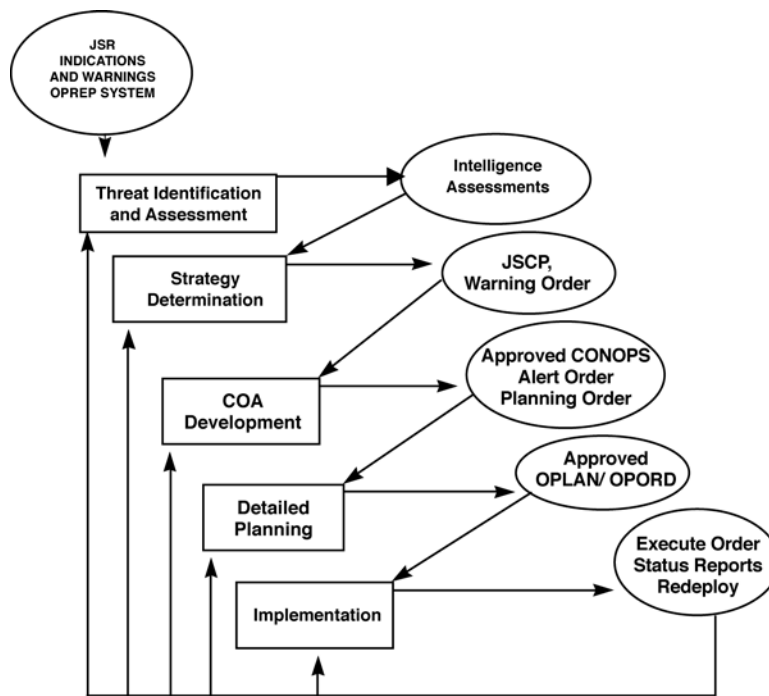 JSR
INDICATIONS
AND WARNINGS
OPREP SYSTEM
Threat Identification
and Assessment
Intelligence
Assessments
Strategy
Determination
JSCP,
Warning Order
COA
Development
Approved CONOPS
Alert Order
Planning Order
Detailed
Planning
Approved
OPLAN/ OPORD
Implementation
Execute Order
Status Reports
Redeploy